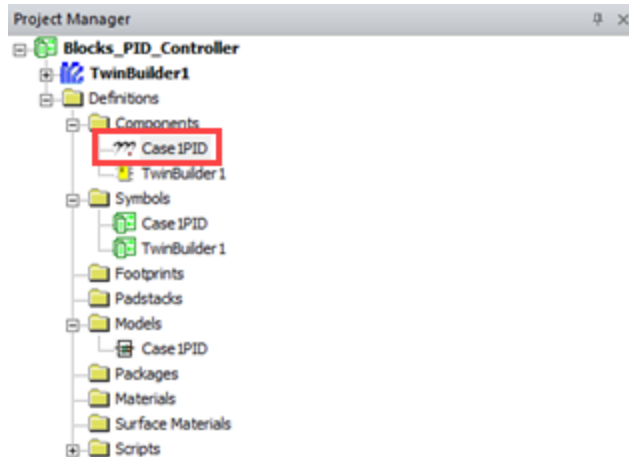 Project Manager
Blocks_PID_Controller
TwinBuilder1
Definitions
Components
??? Case1PID
TwinBuilder1
Symbols
Case1PID
TwinBuilder1
Footprints
Padstacks
Models
Case1PID
Packages
Materials
Surface Materials
Scripts